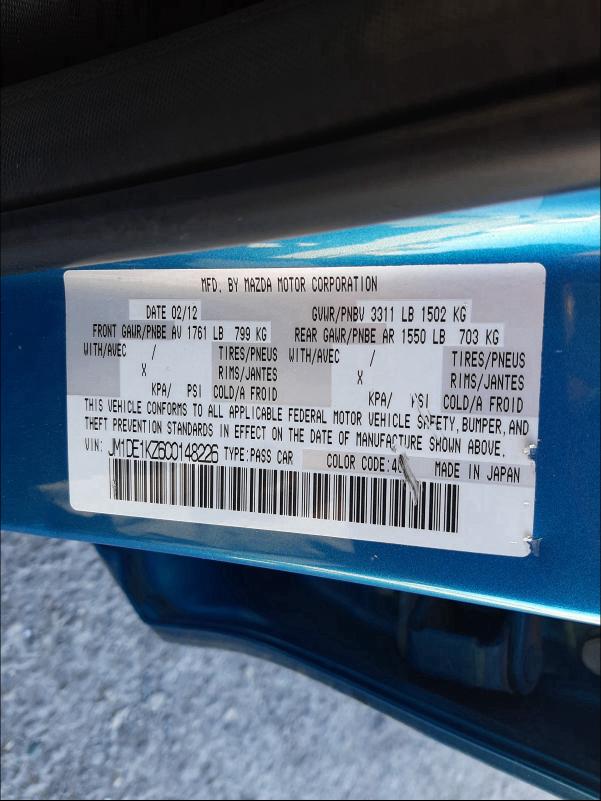 MFD. BY MAZDA MOTOR CORPORATION
DATE 02/12 GVWR/PNBV 3311 LB 1502 KG
FRONT GAWR/PNBE AV 1761 LB 799 KG REAR GAWR/PNBE AR 1550 LB 703 KG
WITH/AVEC / TIRES/PNEUS WITH/AVEC / TIRES/PNEUS
X RIMS/JANTES X RIMS/JANTES
KPA/ PSI COLD/A FROID KPA/ PSI COLD/A FROID
THIS VEHICLE CONFORMS TO ALL APPLICABLE FEDERAL MOTOR VEHICLE SAFETY, BUMPER, AND
THEFT PREVENTION STANDARDS IN EFFECT ON THE DATE OF MANUFACTURE SHOWN ABOVE.
VIN: JM1DE1KZ6C0148226 TYPE:PASS CAR COLOR CODE: MADE IN JAPAN